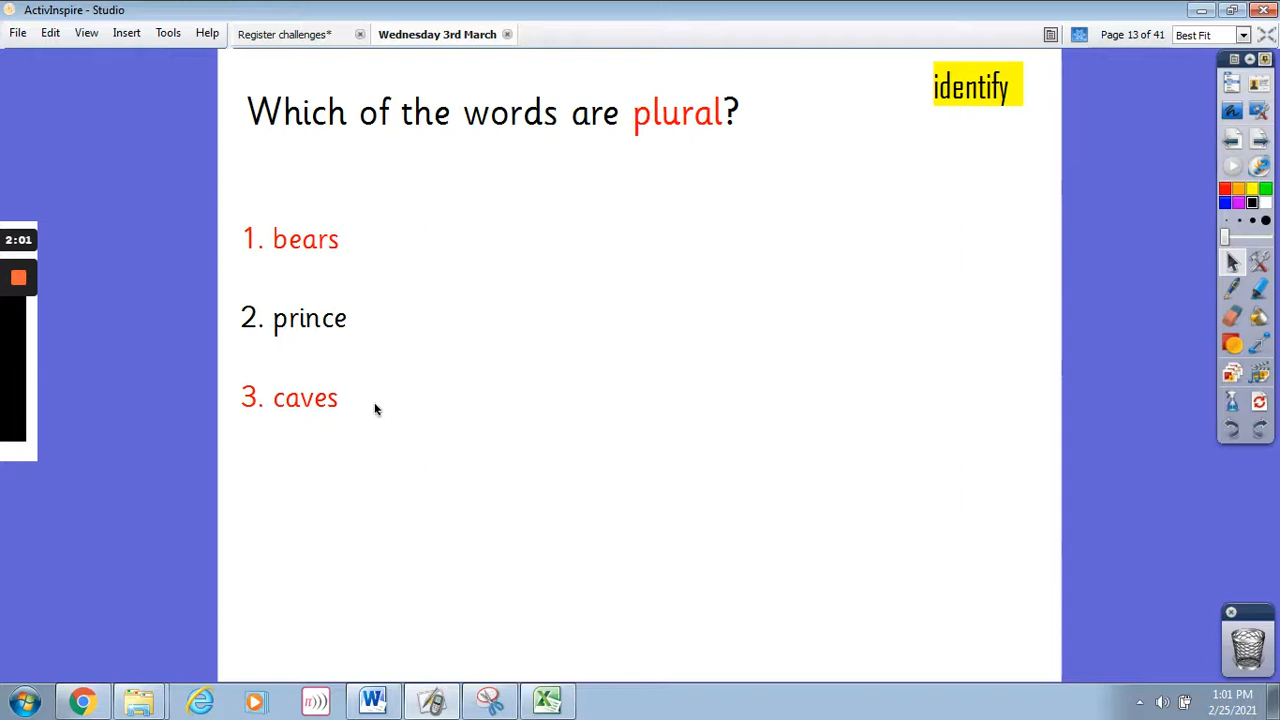 ActivInspire - Studio
File Edit View Insert Tools Help Register challenges* Wednesday 3rd March Page 13 of 41 Best Fit
identify
Which of the words are plural?
1. bears
2:01
2. prince
3. caves
1:01 PM
2/25/2021